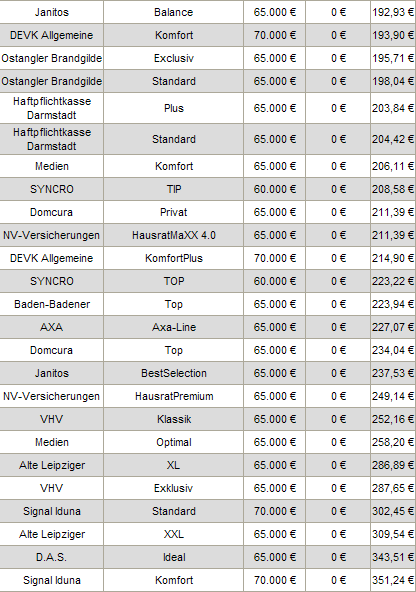 Janitos Balance 65.000 € 0 € 192,93 €
DEVK Allgemeine Komfort 70.000 € 0 € 193,90 €
Ostangler Brandgilde Exclusiv 65.000 € 0 € 195,71 €
Ostangler Brandgilde Standard 65.000 € 0 € 198,04 €
Haftpflichtkasse
Darmstadt Plus 65.000 € 0 € 203,84 €
Haftpflichtkasse
Darmstadt Standard 65.000 € 0 € 204,42 €
Medien Komfort 65.000 € 0 € 206,11 €
SYNCRO TIP 60.000 € 0 € 208,58 €
Domcura Privat 65.000 € 0 € 211,39 €
NV-Versicherungen HausratMaXX 4.0 65.000 € 0 € 211,39 €
DEVK Allgemeine KomfortPlus 70.000 € 0 € 214,90 €
SYNCRO TOP 60.000 € 0 € 223,22 €
Baden-Badener Top 65.000 € 0 € 223,94 €
AXA Axa-Line 65.000 € 0 € 227,07 €
Domcura Top 65.000 € 0 € 234,04 €
Janitos BestSelection 65.000 € 0 € 237,53 €
NV-Versicherungen HausratPremium 65.000 € 0 € 249,14 €
VHV Klassik 65.000 € 0 € 252,16 €
Medien Optimal 65.000 € 0 € 258,20 €
Alte Leipziger XL 65.000 € 0 € 286,89 €
VHV Exklusiv 65.000 € 0 € 287,65 €
Signal Iduna Standard 70.000 € 0 € 302,45 €
Alte Leipziger XXL 65.000 € 0 € 309,54 €
D.A.S. Ideal 65.000 € 0 € 343,51 €
Signal Iduna Komfort 70.000 € 0 € 351,24 €